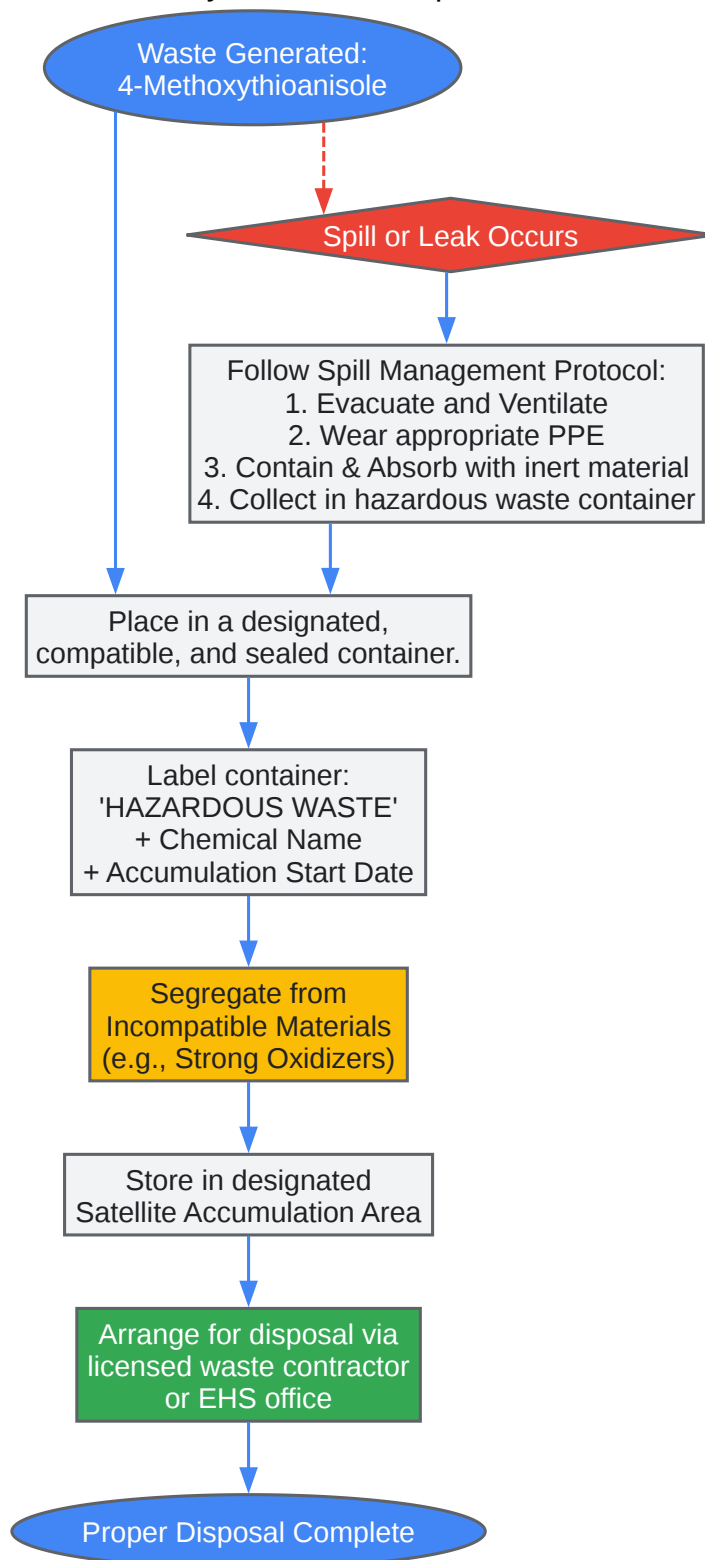 Waste Generated:
4-Methoxythioanisole
Spill or Leak Occurs
Follow Spill Management Protocol:
1. Evacuate and Ventilate
2. Wear appropriate PPE
3. Contain & Absorb with inert material
4. Collect in hazardous waste container
Place in a designated,
compatible, and sealed container.
Label container:
'HAZARDOUS WASTE'
+ Chemical Name
+ Accumulation Start Date
Segregate from
Incompatible Materials
(e.g., Strong Oxidizers)
Store in designated
Satellite Accumulation Area
Arrange for disposal via
licensed waste contractor
or EHS office
Proper Disposal Complete